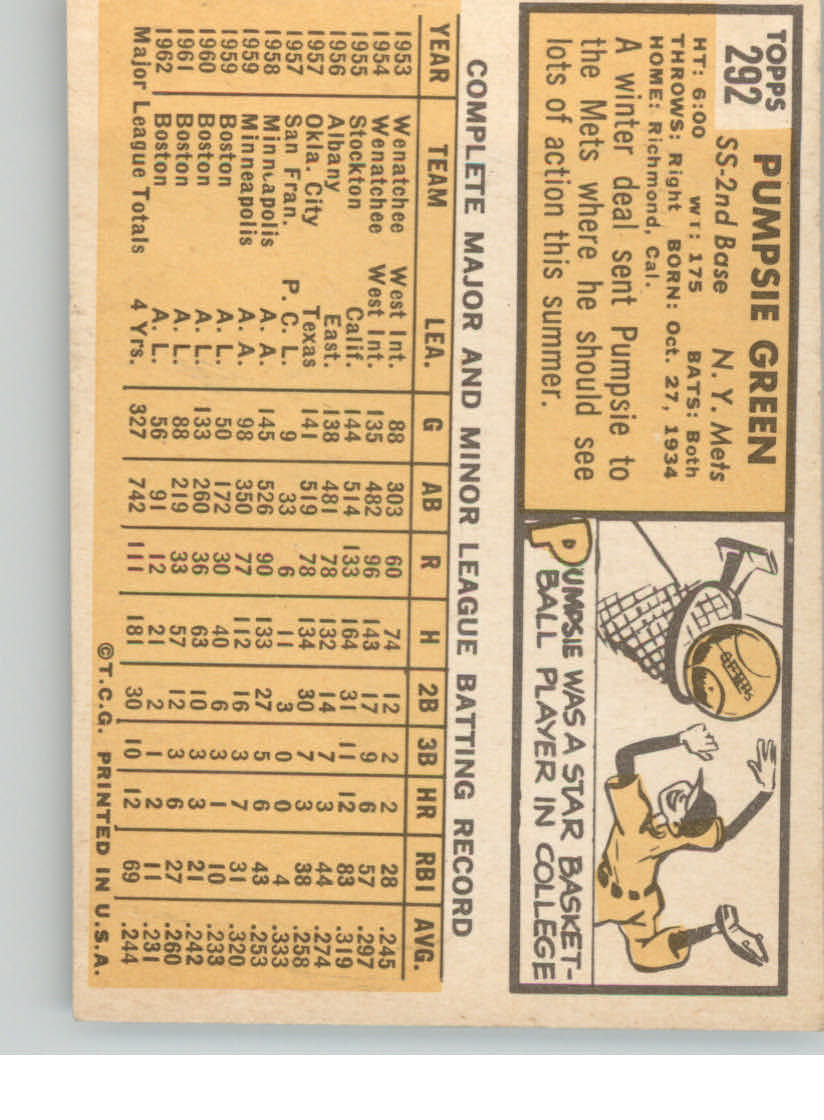 TOPPS
292
PUMPSIE GREEN
SS-2nd Base N. Y. Mets
HT: 6:00 WT: 175 BATS: Both
THROWS: Right BORN: Oct. 27, 1934
HOME: Richmond, Cal.
A winter deal sent Pumpsie to
the Mets where he should see
lots of action this summer.
PUMPSIE WAS A STAR BASKET-
BALL PLAYER IN COLLEGE
COMPLETE MAJOR AND MINOR LEAGUE BATTING RECORD
YEAR TEAM LEA. G AB R H 2B 3B HR RBI AVG.
1953 Wenatchee West Int. 88 303 60 74 12 2 2 28 .245
1954 Wenatchee West Int. 135 482 96 143 17 9 6 57 .297
1955 Stockton Calif. 144 514 133 164 31 11 12 83 .319
1956 Albany East. 138 481 78 132 14 7 3 44 .274
1957 Okla. City Texas 141 519 78 134 30 7 3 38 .258
1957 San Fran. P. C. L. 9 33 6 11 3 0 0 4 .333
1958 Minneapolis A. A. 145 526 90 133 27 5 6 43 .253
1959 Minneapolis A. A. 98 350 77 112 16 3 7 31 .320
1959 Boston A. L. 50 172 30 40 6 3 1 10 .233
1960 Boston A. L. 133 260 36 63 10 3 3 21 .242
1961 Boston A. L. 88 219 33 57 12 3 6 27 .260
1962 Boston A. L. 56 91 12 21 2 1 2 11 .231
Major League Totals 4 Yrs. 327 742 111 181 30 10 12 69 .244
©T.C.G. PRINTED IN U.S.A.